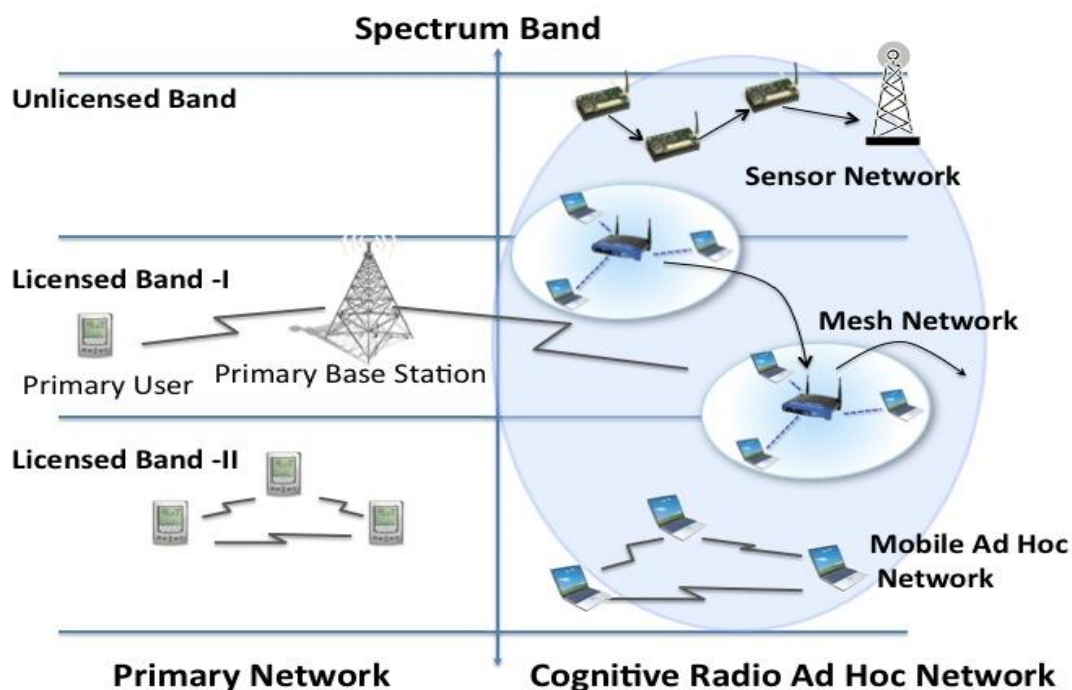 Spectrum Band
Unlicensed Band
Sensor Network
Licensed Band -I
Mesh Network
Primary User
Primary Base Station
Licensed Band -II
Mobile Ad Hoc
Network
Primary Network
Cognitive Radio Ad Hoc Network